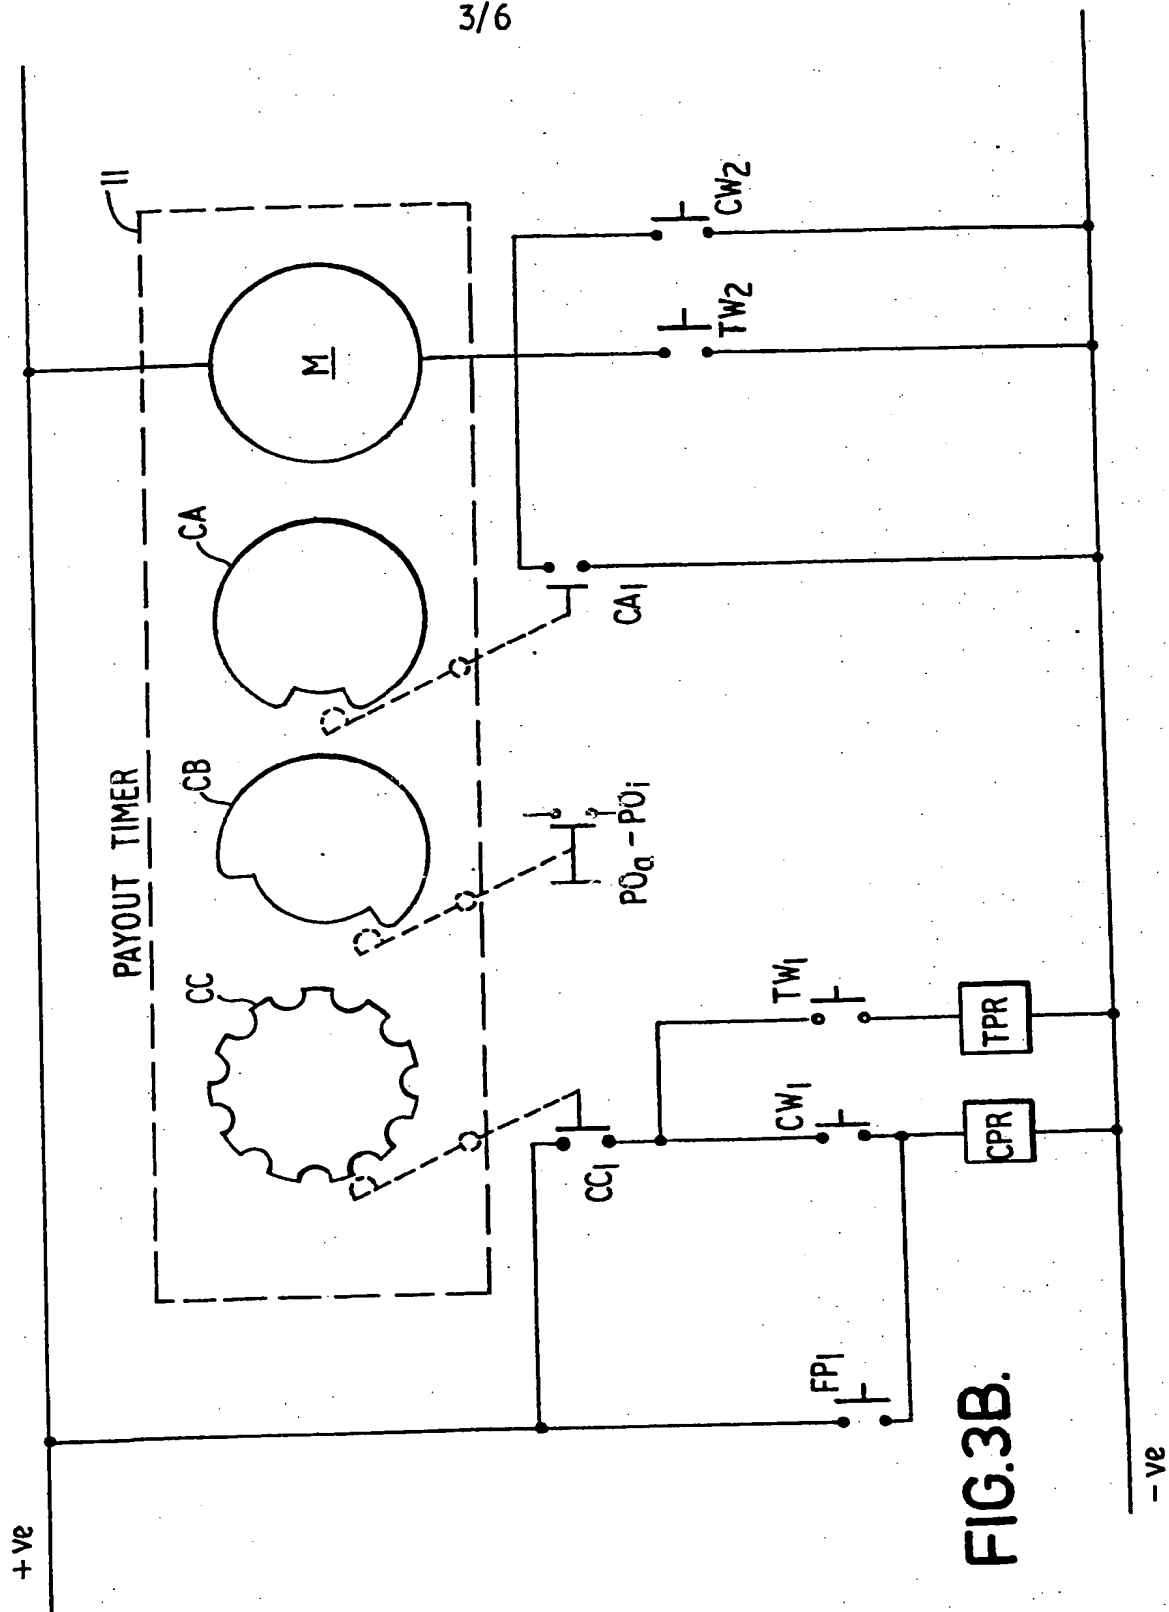 3/6
+ve
PAYOUT TIMER
11
CC
CB
CA
M
CC1
POa - POi
CA1
FP1
CW1
TW1
TW2
CW2
CPR
TPR
FIG.3B.
-ve